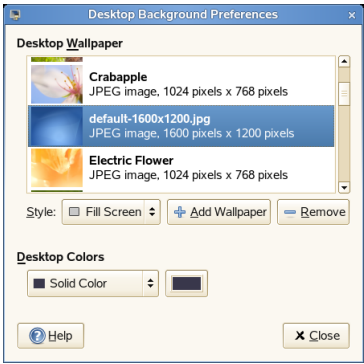 Desktop Background Preferences
Desktop Wallpaper
Crabapple
JPEG image, 1024 pixels x 768 pixels
default-1600x1200.jpg
JPEG image, 1600 pixels x 1200 pixels
Electric Flower
JPEG image, 1024 pixels x 768 pixels
Style: Fill Screen Add Wallpaper Remove
Desktop Colors
Solid Color
Help Close